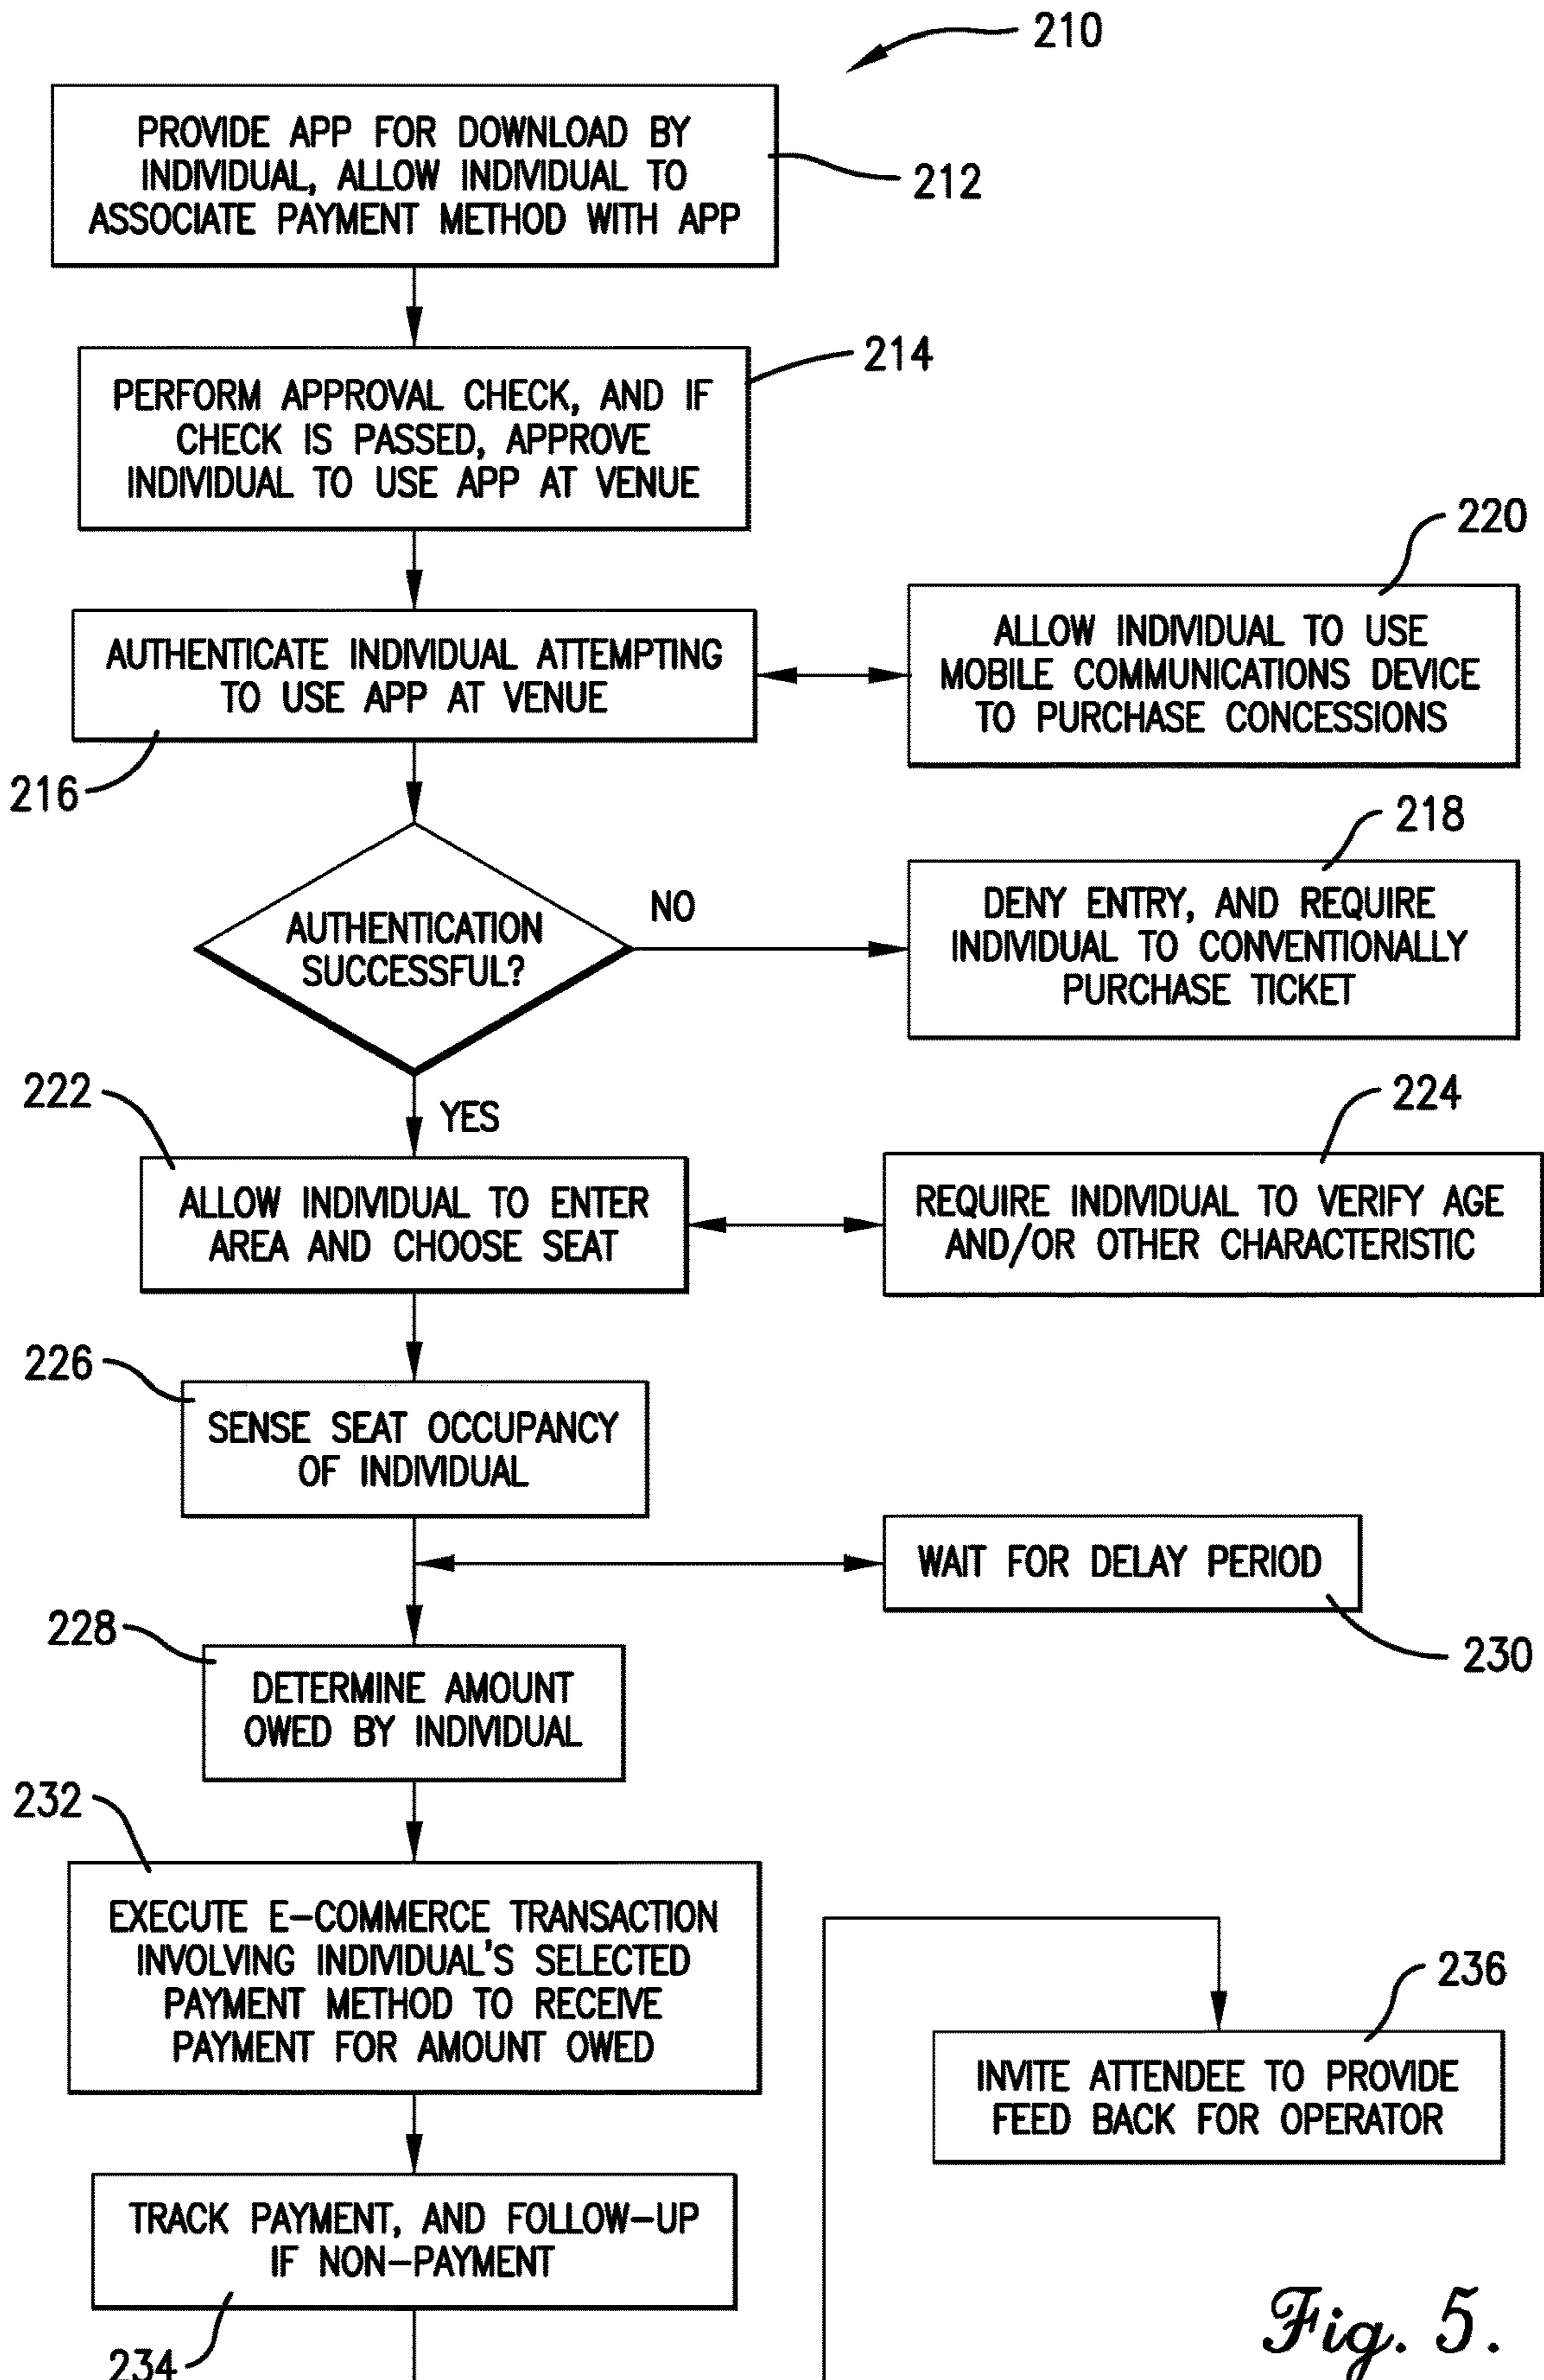 210
PROVIDE APP FOR DOWNLOAD BY
INDIVIDUAL, ALLOW INDIVIDUAL TO
ASSOCIATE PAYMENT METHOD WITH APP
212
214
PERFORM APPROVAL CHECK, AND IF
CHECK IS PASSED, APPROVE
INDIVIDUAL TO USE APP AT VENUE
220
AUTHENTICATE INDIVIDUAL ATTEMPTING
TO USE APP AT VENUE
216
ALLOW INDIVIDUAL TO USE
MOBILE COMMUNICATIONS DEVICE
TO PURCHASE CONCESSIONS
218
AUTHENTICATION
SUCCESSFUL?
NO
DENY ENTRY, AND REQUIRE
INDIVIDUAL TO CONVENTIONALLY
PURCHASE TICKET
YES
222
ALLOW INDIVIDUAL TO ENTER
AREA AND CHOOSE SEAT
224
REQUIRE INDIVIDUAL TO VERIFY AGE
AND/OR OTHER CHARACTERISTIC
226
SENSE SEAT OCCUPANCY
OF INDIVIDUAL
WAIT FOR DELAY PERIOD
230
228
DETERMINE AMOUNT
OWED BY INDIVIDUAL
232
EXECUTE E-COMMERCE TRANSACTION
INVOLVING INDIVIDUAL'S SELECTED
PAYMENT METHOD TO RECEIVE
PAYMENT FOR AMOUNT OWED
236
INVITE ATTENDEE TO PROVIDE
FEED BACK FOR OPERATOR
TRACK PAYMENT, AND FOLLOW-UP
IF NON-PAYMENT
234
Fig. 5.